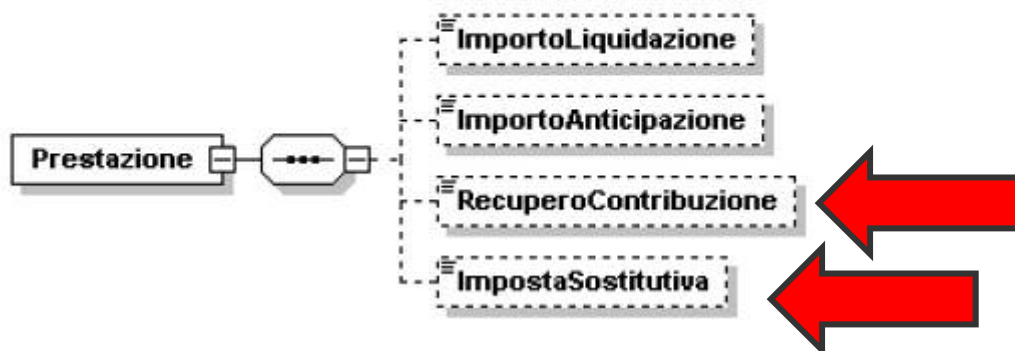 ImportoLiquidazione
ImportoAnticipazione
Prestazione
RecuperoContribuzione
ImpostaSostitutiva